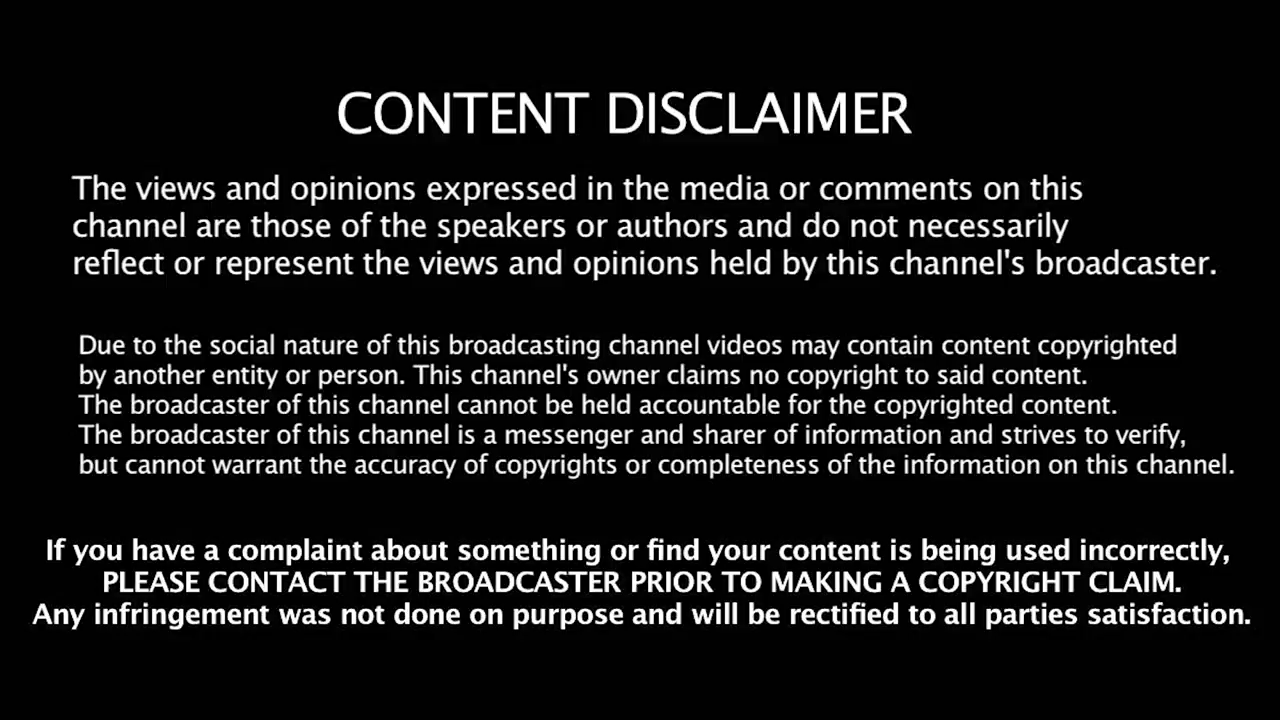 CONTENT DISCLAIMER
The views and opinions expressed in the media or comments on this
channel are those of the speakers or authors and do not necessarily
reflect or represent the views and opinions held by this channel's broadcaster.
Due to the social nature of this broadcasting channel videos may contain content copyrighted
by another entity or person. This channel's owner claims no copyright to said content.
The broadcaster of this channel cannot be held accountable for the copyrighted content.
The broadcaster of this channel is a messenger and sharer of information and strives to verify,
but cannot warrant the accuracy of copyrights or completeness of the information on this channel.
If you have a complaint about something or find your content is being used incorrectly,
PLEASE CONTACT THE BROADCASTER PRIOR TO MAKING A COPYRIGHT CLAIM.
Any infringement was not done on purpose and will be rectified to all parties satisfaction.